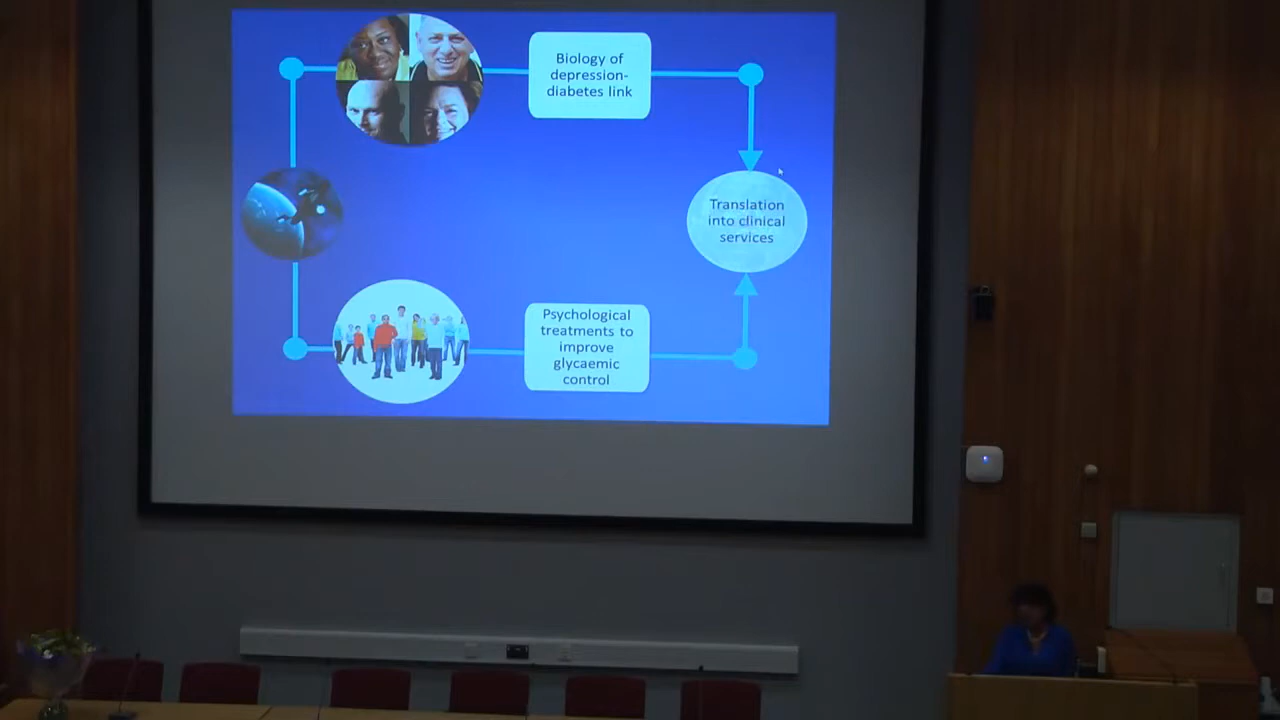 Biology of
depression-
diabetes link
Translation
into clinical
services
Psychological
treatments to
improve
glycaemic
control